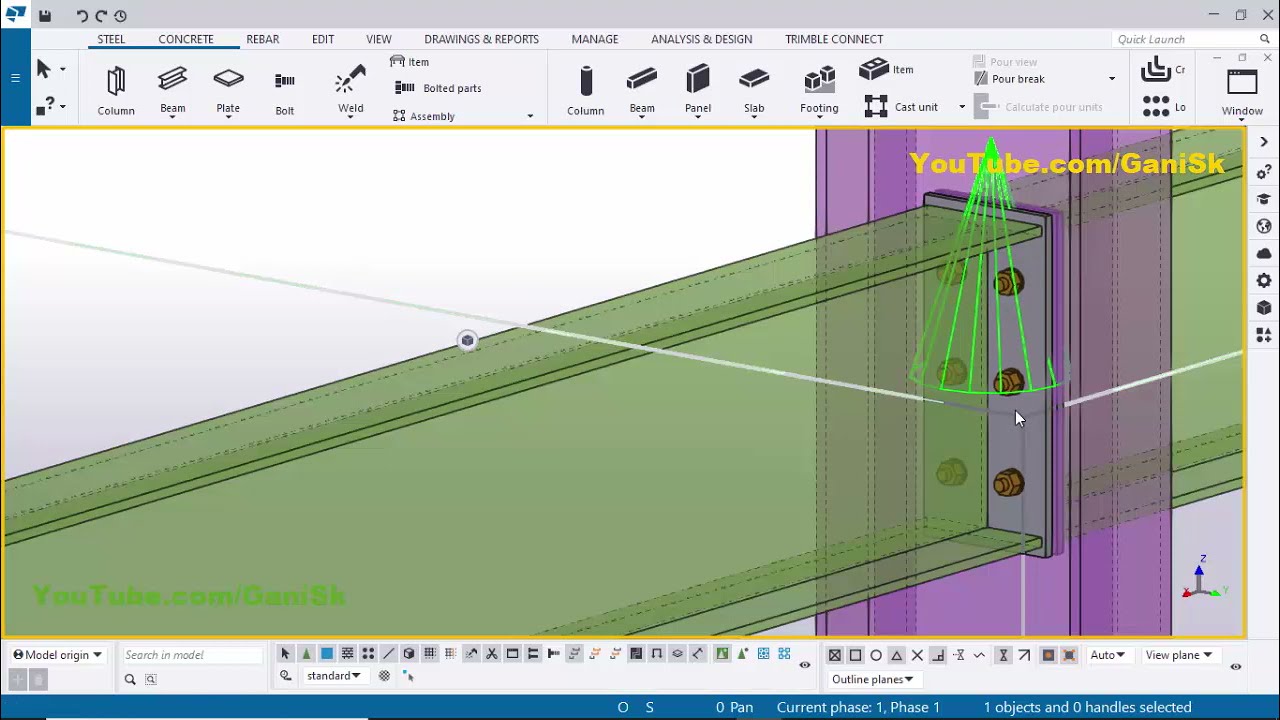 STEEL CONCRETE REBAR EDIT VIEW DRAWINGS & REPORTS MANAGE ANALYSIS & DESIGN TRIMBLE CONNECT Quick Launch
Item Item Pour view
Bolted parts Pour break Cr
Column Beam Plate Bolt Weld Column Beam Panel Slab Footing Cast unit Calculate pour units Lo Window
Assembly
YouTube.com/GaniSk
Z
X Y
YouTube.com/GaniSk
Model origin Search in model Auto View plane
standard Outline planes
O S 0 Pan Current phase: 1, Phase 1 1 objects and 0 handles selected